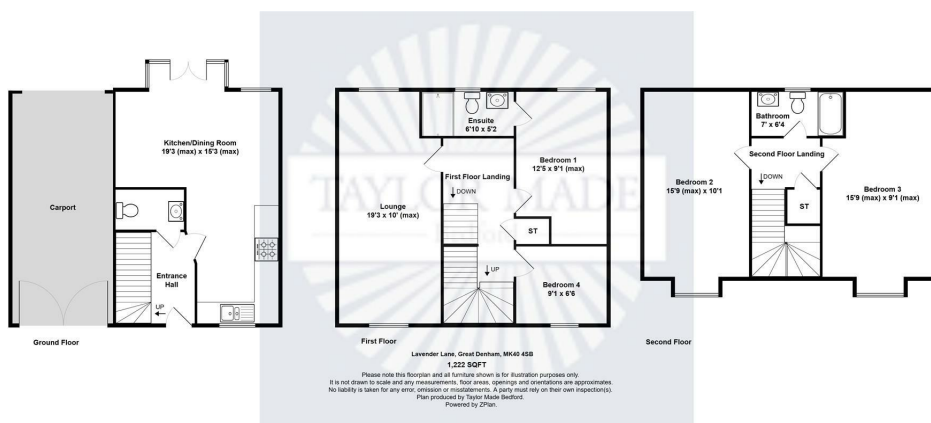 Carport
Kitchen/Dining Room
19'3 (max) x 15'3 (max)
Entrance
Hall
UP
Ground Floor
TAYLOR MADE
Bedford
Ensuite
6'10 x 5'2
Bedroom 1
12'5 x 9'1 (max)
First Floor Landing
DOWN
Lounge
19'3 x 10' (max)
ST
UP
Bedroom 4
9'1 x 6'6
First Floor
Bathroom
7' x 6'4
Second Floor Landing
DOWN
Bedroom 2
15'9 (max) x 10'1
ST
Bedroom 3
15'9 (max) x 9'1 (max)
Second Floor
Lavender Lane, Great Denham, MK40 4SB
1,222 SQFT
Please note this floorplan and all furniture shown is for illustration purposes only.
It is not drawn to scale and any measurements, floor areas, openings and orientations are approximates.
No liability is taken for any error, omission or misstatements. A party must rely on their own inspection(s).
Plan produced by Taylor Made Bedford.
Powered by ZPlan.